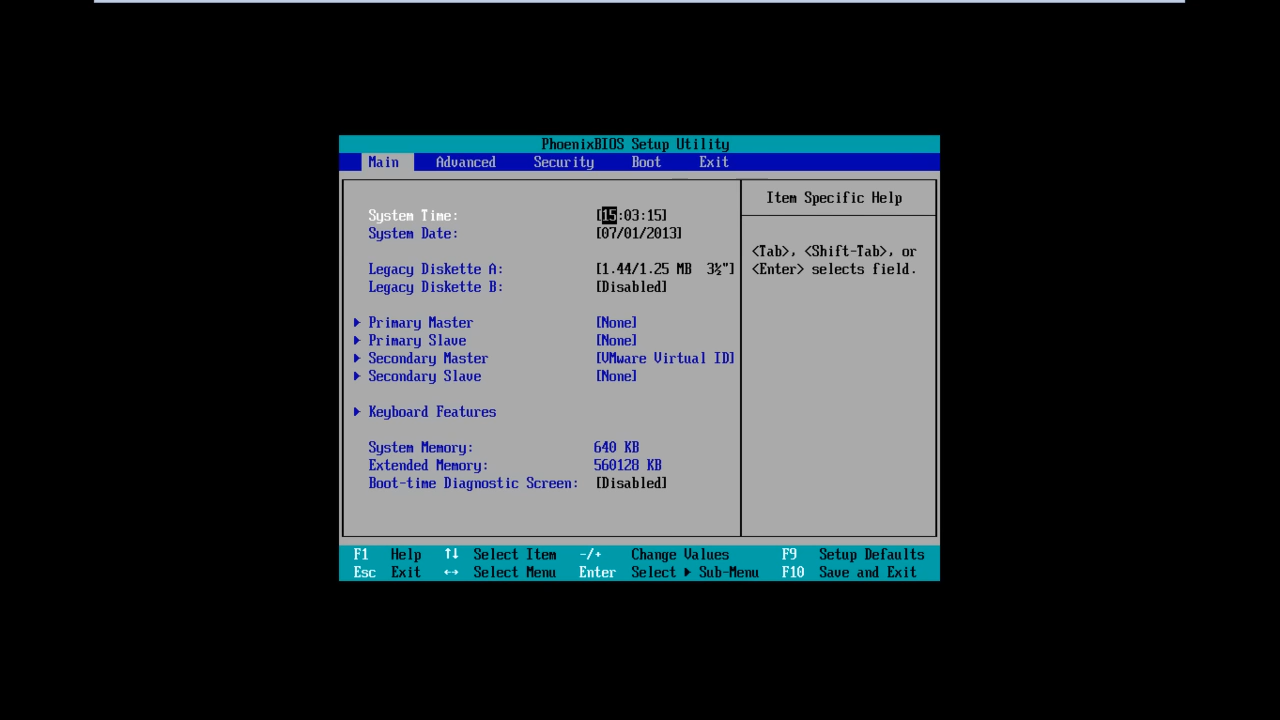 PhoenixBIOS Setup Utility
Main Advanced Security Boot Exit
Item Specific Help
System Time: [15:03:15]
System Date: [07/01/2013]
<Tab>, <Shift-Tab>, or
<Enter> selects field.
Legacy Diskette A: [1.44/1.25 MB 3½"]
Legacy Diskette B: [Disabled]
Primary Master [None]
Primary Slave [None]
Secondary Master [VMware Virtual ID]
Secondary Slave [None]
Keyboard Features
System Memory: 640 KB
Extended Memory: 560128 KB
Boot-time Diagnostic Screen: [Disabled]
F1 Help ↑↓ Select Item -/+ Change Values F9 Setup Defaults
Esc Exit ↔ Select Menu Enter Select ▶ Sub-Menu F10 Save and Exit